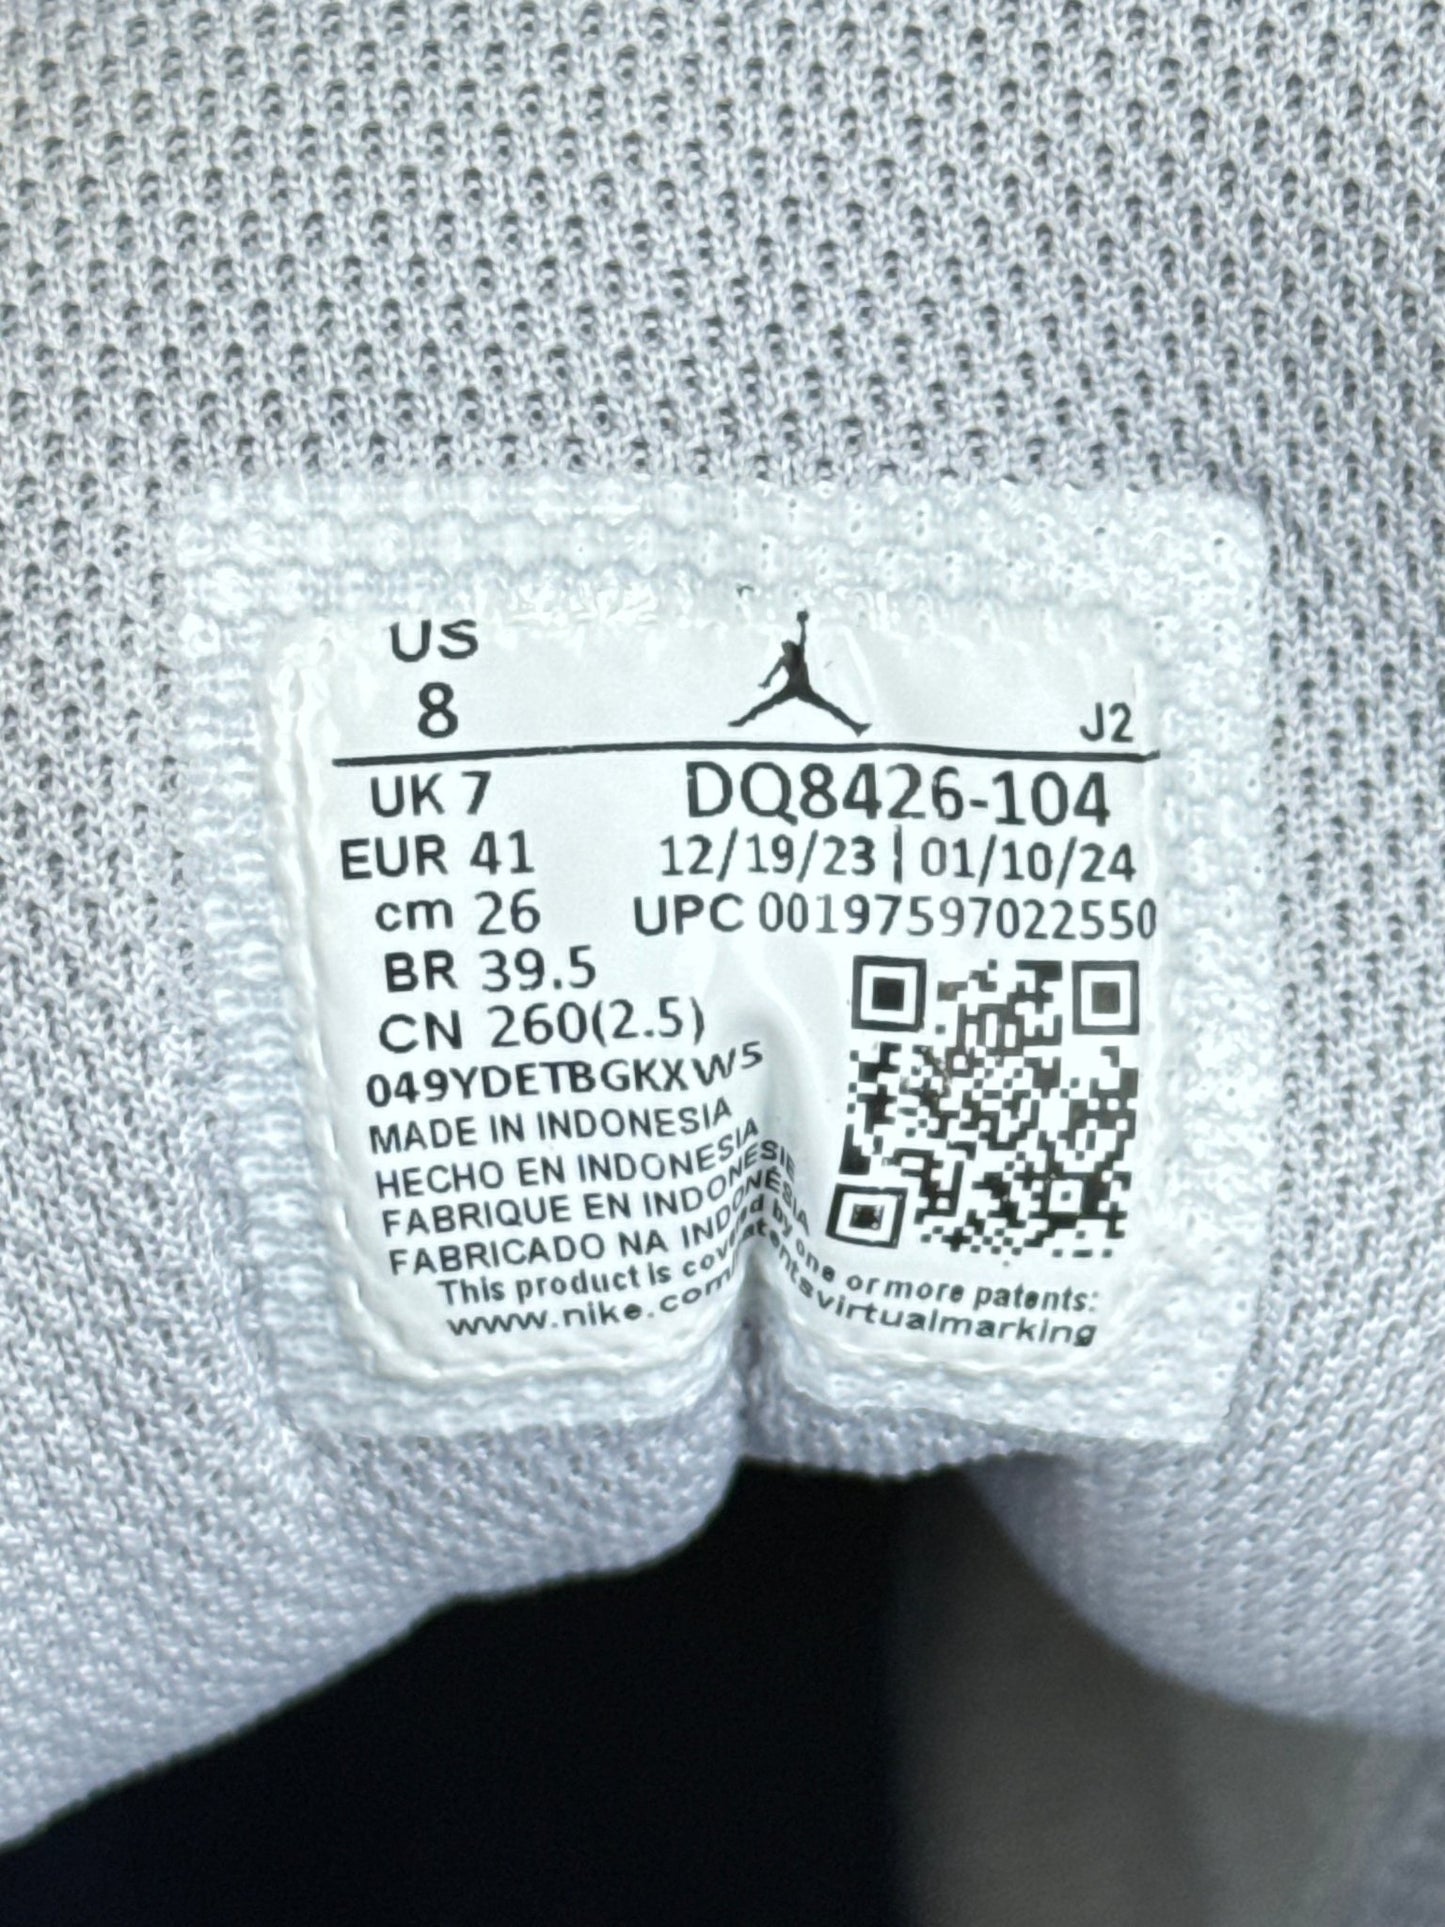 US
8
J2
UK 7
DQ8426-104
EUR 41
12/19/23 | 01/10/24
cm 26
UPC 00197597022550
BR 39.5
CN 260(2.5)
049YDETBGKXW5
MADE IN INDONESIA
HECHO EN INDONESIA
FABRIQUE EN INDONESIE
FABRICADO NA INDONÉSIA
This product is covered by one or more patents:
www.nike.com/patentsvirtualmarking